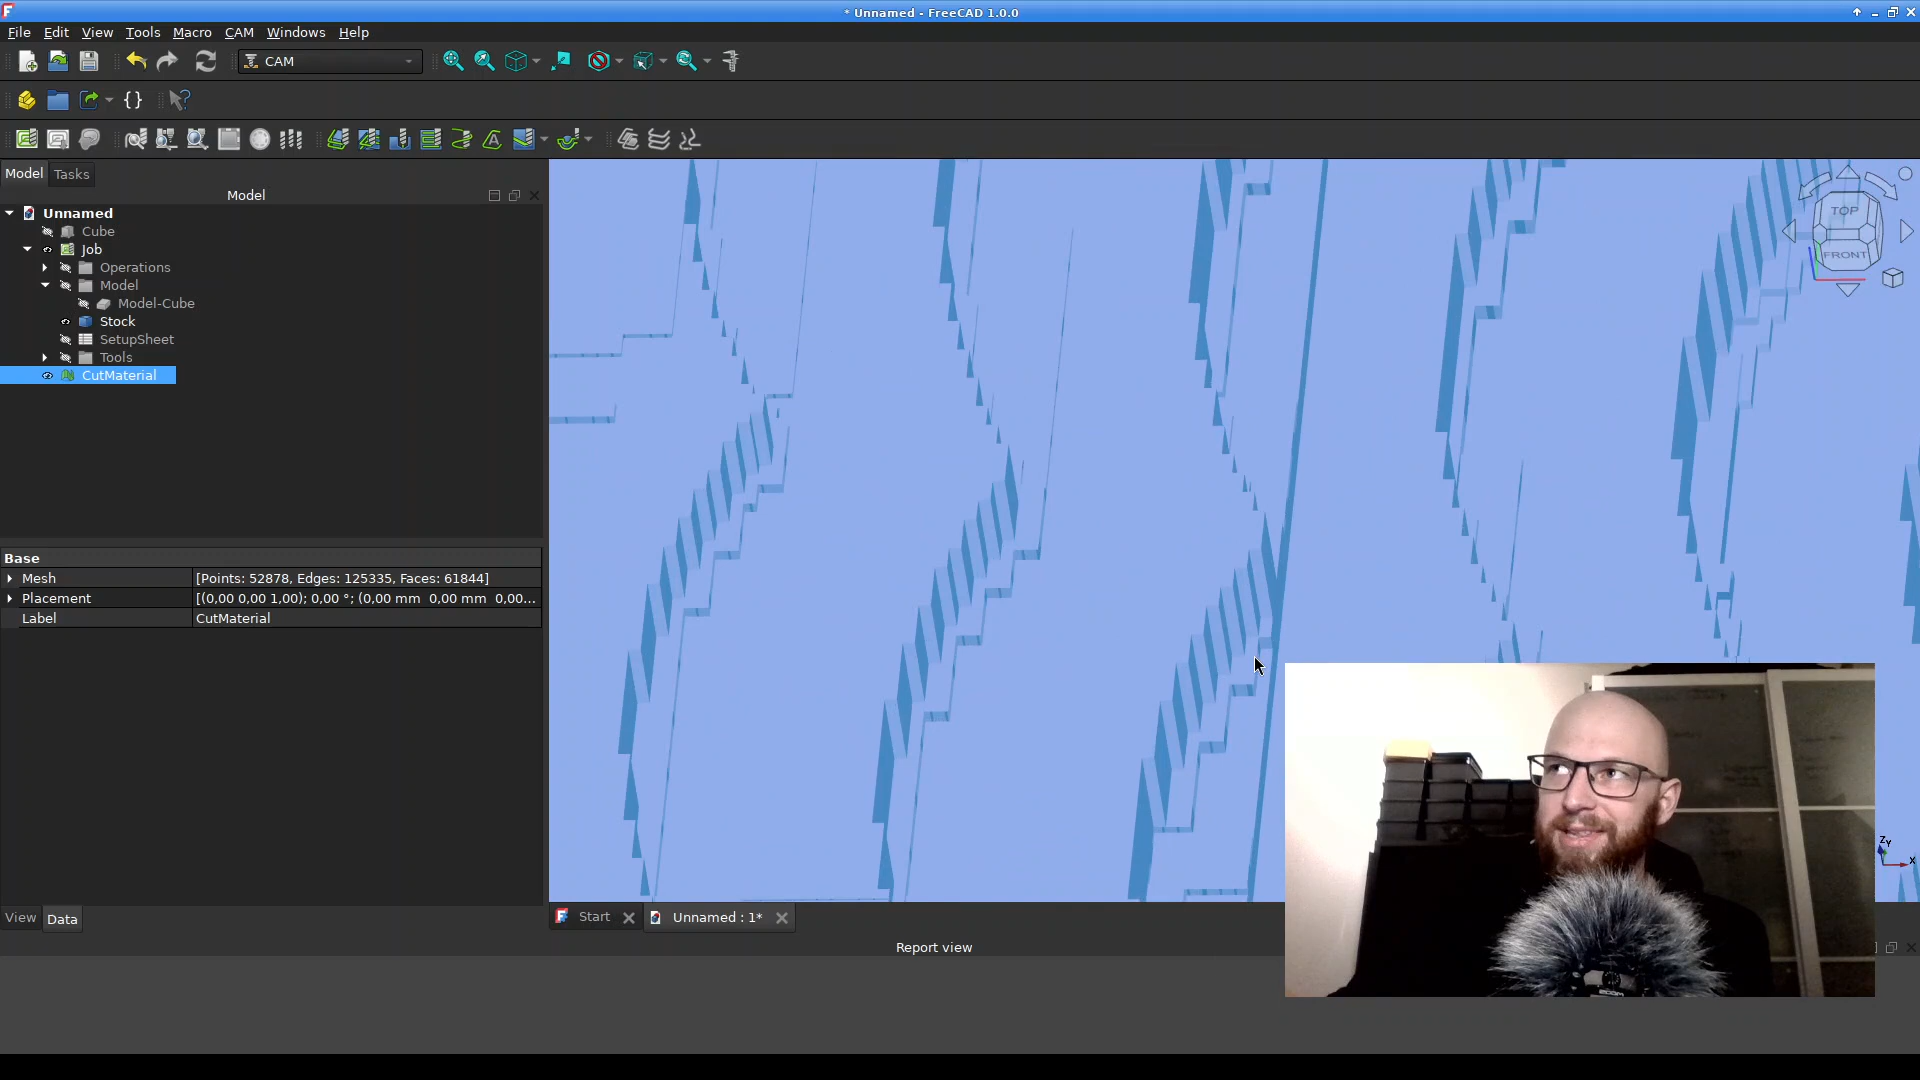 * Unnamed - FreeCAD 1.0.0
File Edit View Tools Macro CAM Windows Help
CAM
Model Tasks
Model
Unnamed
Cube
Job
Operations
Model
Model-Cube
Stock
SetupSheet
Tools
CutMaterial
Base
Mesh [Points: 52878, Edges: 125335, Faces: 61844]
Placement [(0,00 0,00 1,00); 0,00 °; (0,00 mm 0,00 mm 0,00...
Label CutMaterial
View Data
TOP
FRONT
Z Y
X
Start Unnamed : 1*
Report view
ZOOM